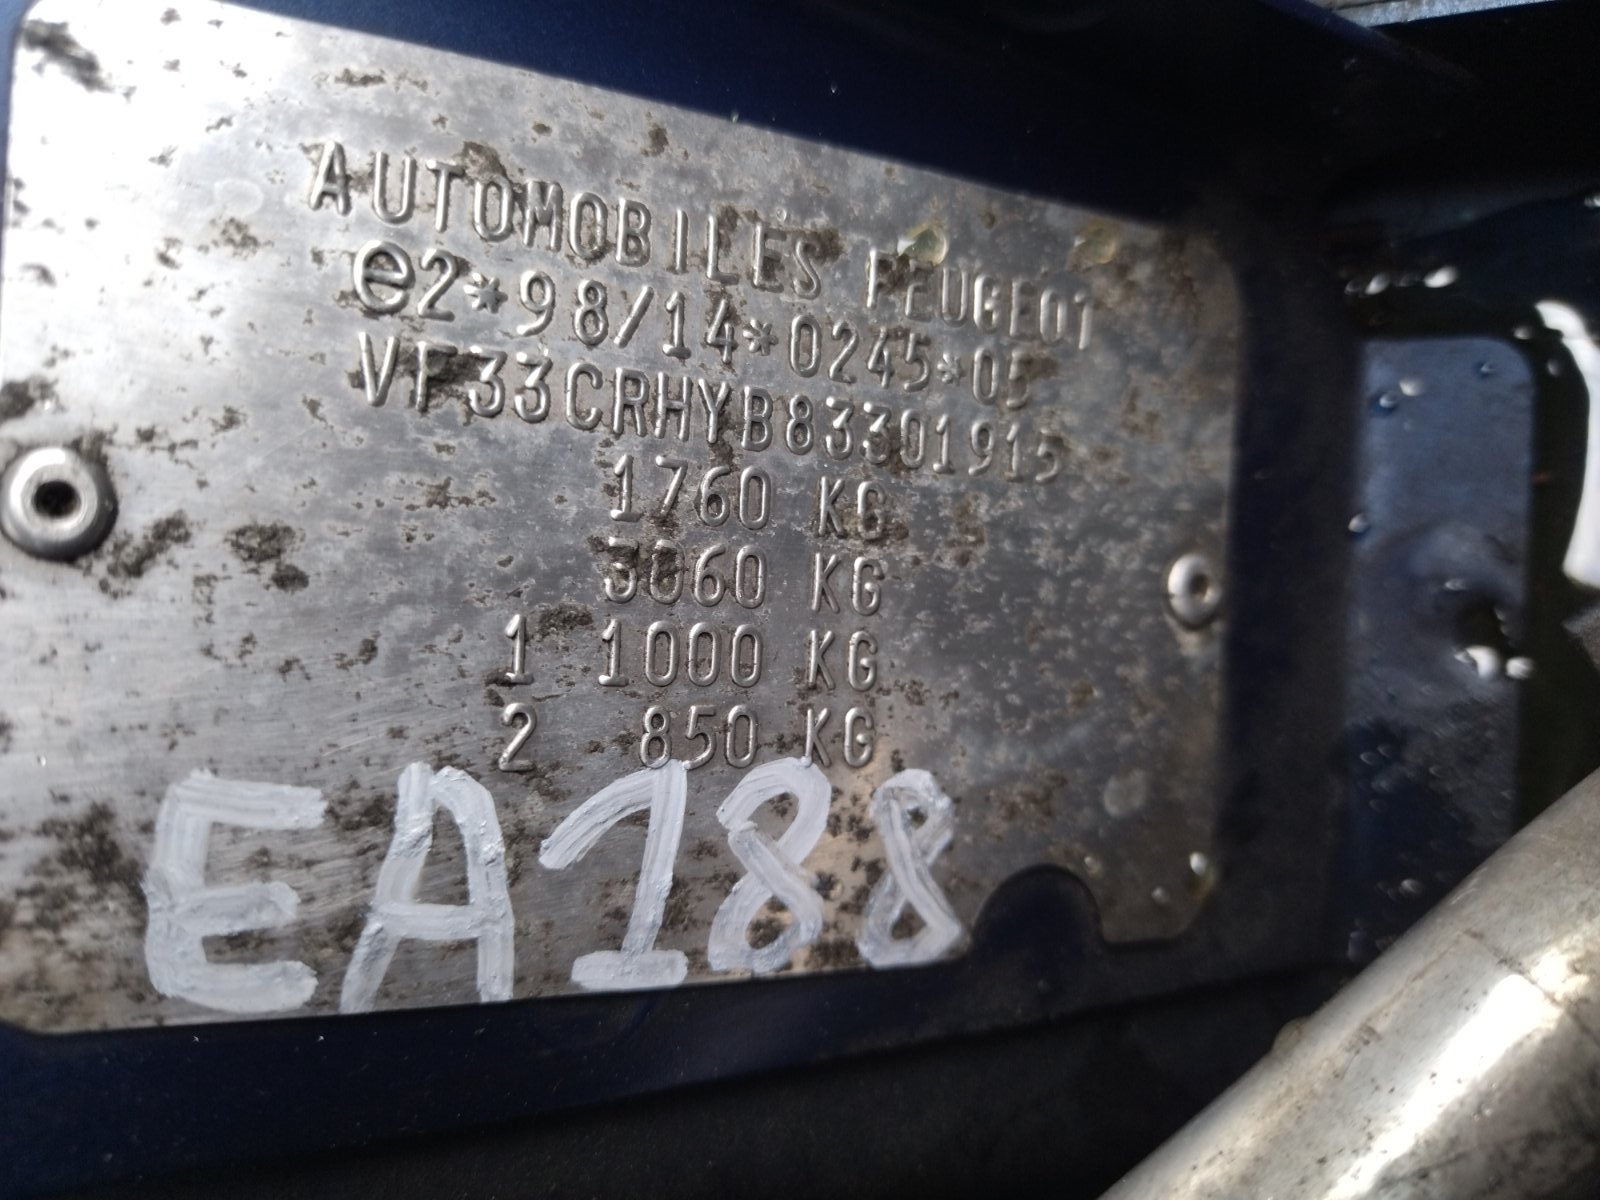 AUTOMOBILES PEUGEOT
e2*98/14*0245*05
VF33CRHYB83301915
1760 KG
3060 KG
1 1000 KG
2 850 KG
EA188